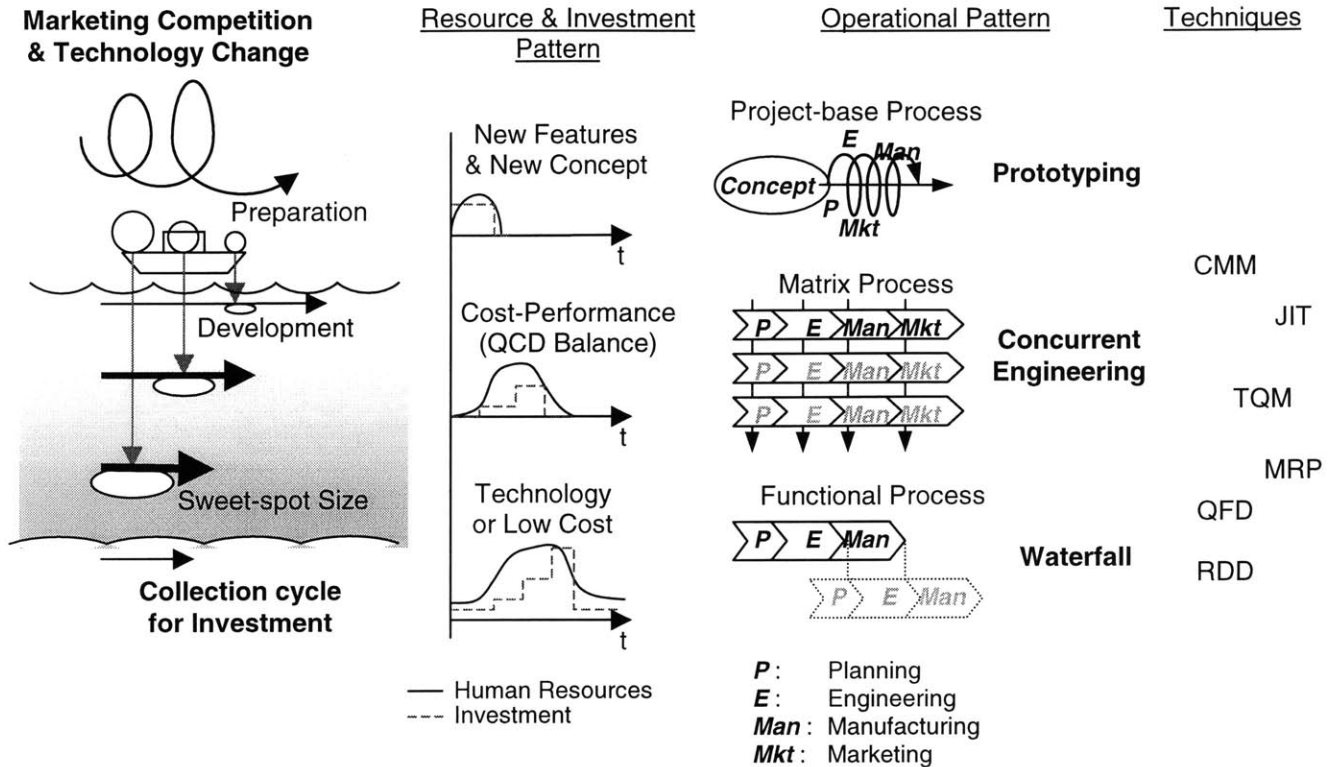 Marketing Competition
& Technology Change
Preparation
Development
Sweet-spot Size
Collection cycle
for Investment
Resource & Investment
Pattern
New Features
& New Concept
t
Cost-Performance
(QCD Balance)
t
Technology
or Low Cost
t
Human Resources
Investment
Operational Pattern
Project-base Process
E
Man
Concept
P
Mkt
Prototyping
Matrix Process
P E Man Mkt
P E Man Mkt
P E Man Mkt
Concurrent
Engineering
Functional Process
P E Man
P E Man
Waterfall
P : Planning
E : Engineering
Man : Manufacturing
Mkt : Marketing
Techniques
CMM
JIT
TQM
MRP
QFD
RDD